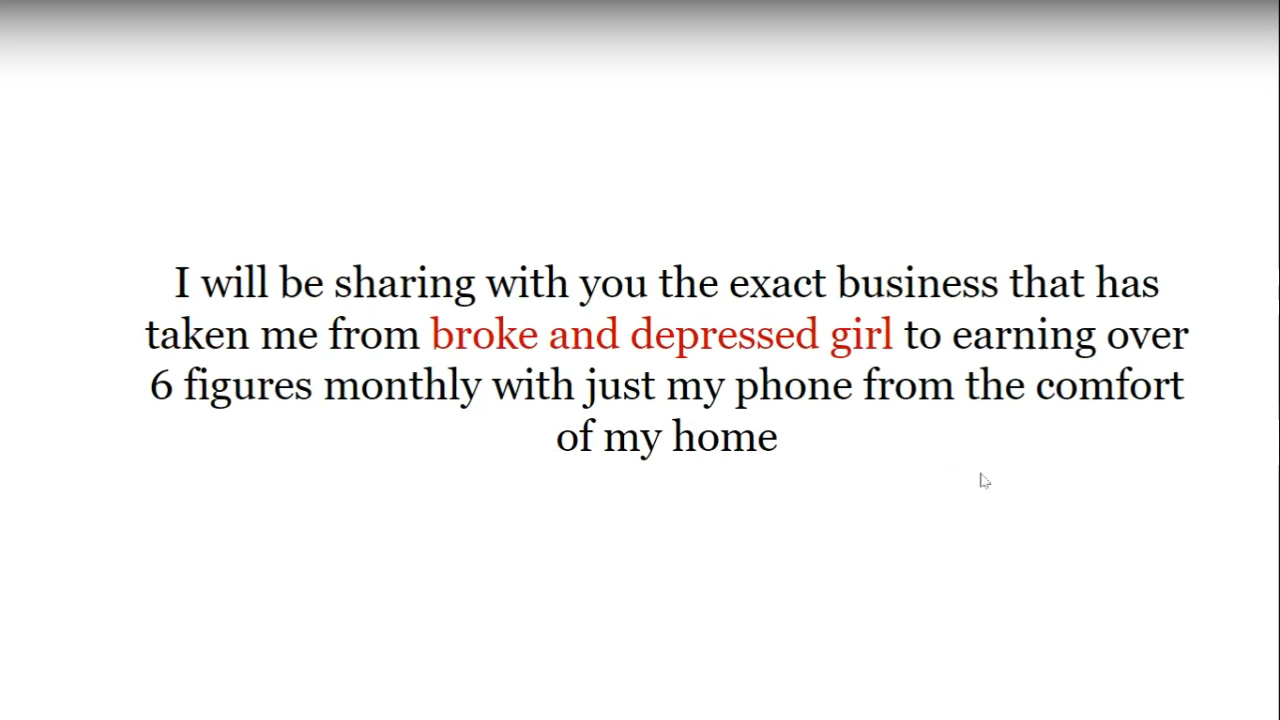 I will be sharing with you the exact business that has
taken me from broke and depressed girl to earning over
6 figures monthly with just my phone from the comfort
of my home